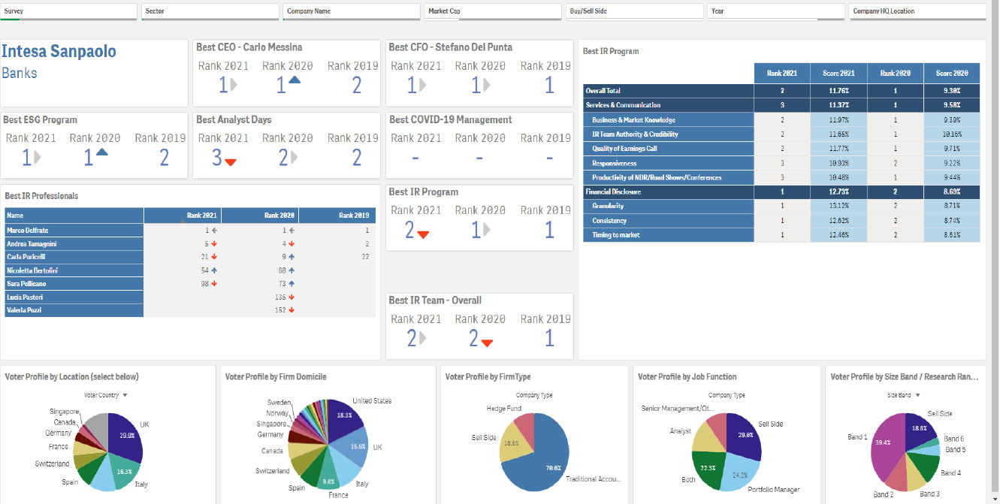 Survey
Sector
Company Name
Market Cap
Buy/Sell Side
Year
Company HQ Location
Intesa Sanpaolo
Banks
Best CEO - Carlo Messina
Rank 2021 Rank 2020 Rank 2019
1 1 2
Best CFO - Stefano Del Punta
Rank 2021 Rank 2020 Rank 2019
1 1 1
Best ESG Program
Rank 2021 Rank 2020 Rank 2019
1 1 2
Best Analyst Days
Rank 2021 Rank 2020 Rank 2019
3 2 2
Best COVID-19 Management
Rank 2021 Rank 2020 Rank 2019
- - -
Best IR Professionals
Name Rank 2021 Rank 2020 Rank 2019
Marco Delfrate 1 1 1
Andrea Tamagnini 5 4 2
Carla Puricelli 21 9 22
Nicoletta Bertolini 54 68
Sara Pellicano 98 73
Lucia Pastori 135
Valeria Pozzi 152
Best IR Program
Rank 2021 Rank 2020 Rank 2019
2 1 1
Best IR Team - Overall
Rank 2021 Rank 2020 Rank 2019
2 2 1
Best IR Program
Rank 2021 Score 2021 Rank 2020 Score 2020
Overall Total 2 11.76% 1 9.30%
Services & Communication 3 11.37% 1 9.58%
Business & Market Knowledge 2 11.97% 1 9.39%
IR Team Authority & Credibility 2 11.65% 1 10.16%
Quality of Earnings Call 2 11.77% 1 9.71%
Responsiveness 3 10.93% 2 9.22%
Productivity of NDR/Road Shows/Conferences 3 10.48% 1 9.44%
Financial Disclosure 1 12.73% 2 8.69%
Granularity 1 13.12% 2 8.71%
Consistency 1 12.62% 2 8.74%
Timing to market 1 12.46% 2 8.61%
Voter Profile by Location (select below)
Voter Country
Singapore
Canada
Germany
France
Switzerland
Spain
UK
29.9%
16.3%
Italy
Voter Profile by Firm Domicile
Sweden
Norway
Singapore
Germany
Canada
Switzerland
Spain
France
Italy
UK
United States
18.3%
15.6%
9.6%
Voter Profile by FirmType
Company Type
Hedge Fund
Sell Side
18.8%
70.6%
Traditional Accou...
Voter Profile by Job Function
Company Type
Senior Management/Ot...
Analyst
Both
Sell Side
Portfolio Manager
29.0%
22.3%
24.2%
Voter Profile by Size Band / Research Ran...
Size Band
Sell Side
18.8%
39.4%
Band 1
Band 2
Band 3
Band 4
Band 5
Band 6